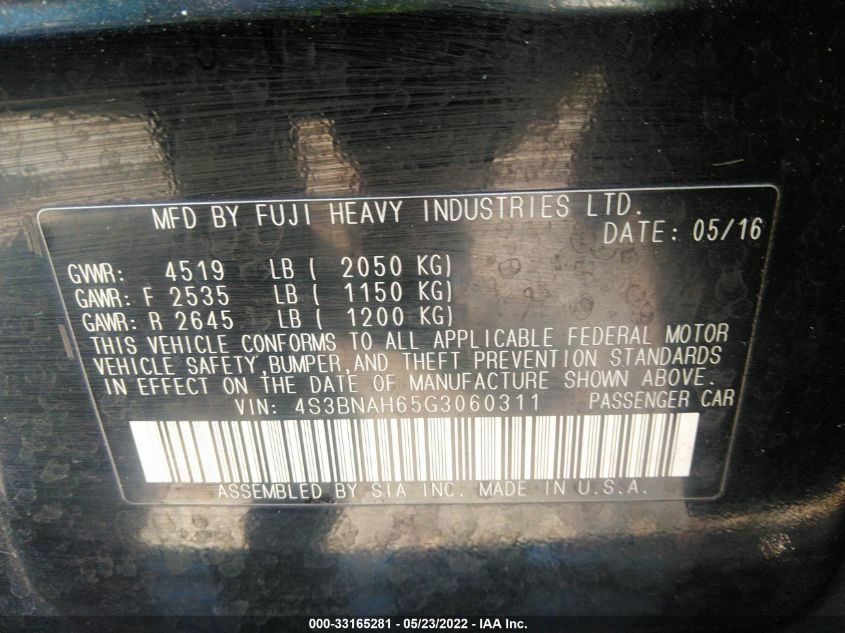 MFD BY FUJI HEAVY INDUSTRIES LTD.
DATE: 05/16
GVWR: 4519 LB ( 2050 KG)
GAWR: F 2535 LB ( 1150 KG)
GAWR: R 2645 LB ( 1200 KG)
THIS VEHICLE CONFORMS TO ALL APPLICABLE FEDERAL MOTOR
VEHICLE SAFETY,BUMPER,AND THEFT PREVENTION STANDARDS
IN EFFECT ON THE DATE OF MANUFACTURE SHOWN ABOVE.
VIN: 4S3BNAH65G3060311 PASSENGER CAR
ASSEMBLED BY SIA INC. MADE IN U.S.A.
000-33165281 - 05/23/2022 - IAA Inc.